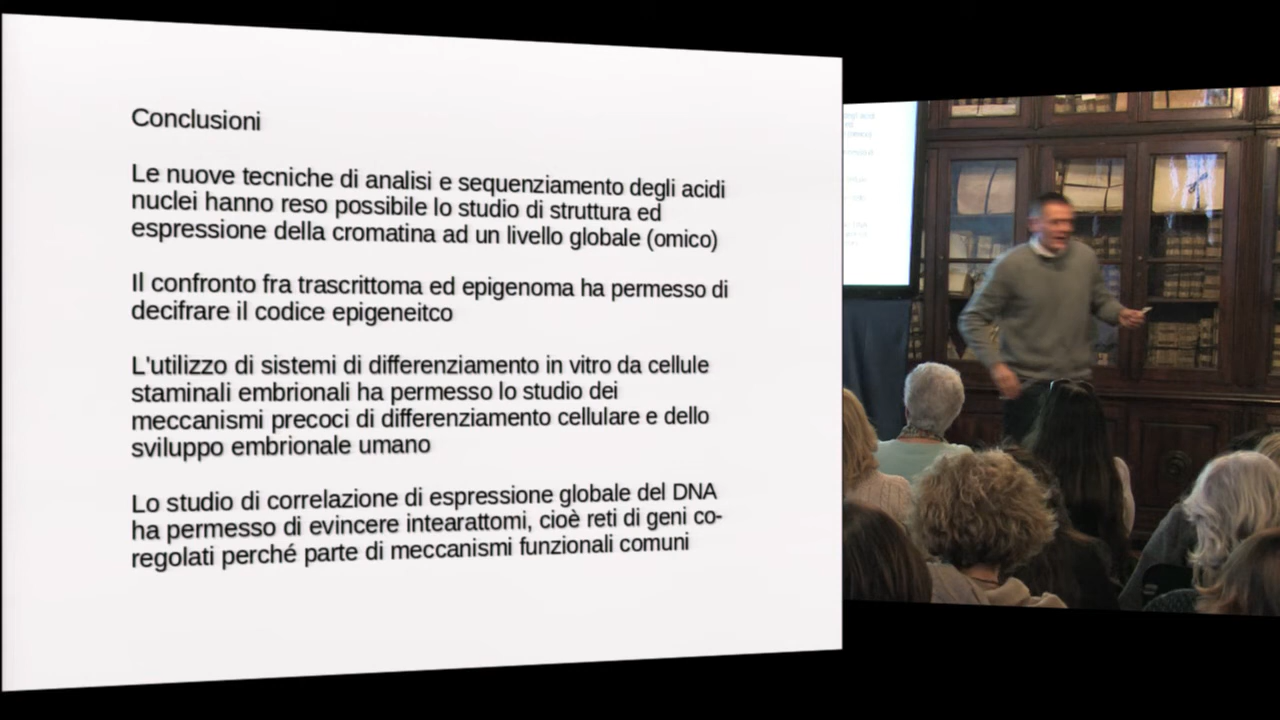 Conclusioni
Le nuove tecniche di analisi e sequenziamento degli acidi
nuclei hanno reso possibile lo studio di struttura ed
espressione della cromatina ad un livello globale (omico)
Il confronto fra trascrittoma ed epigenoma ha permesso di
decifrare il codice epigeneitco
L'utilizzo di sistemi di differenziamento in vitro da cellule
staminali embrionali ha permesso lo studio dei
meccanismi precoci di differenziamento cellulare e dello
sviluppo embrionale umano
Lo studio di correlazione di espressione globale del DNA
ha permesso di evincere intearattomi, cioè reti di geni co-
regolati perché parte di meccanismi funzionali comuni